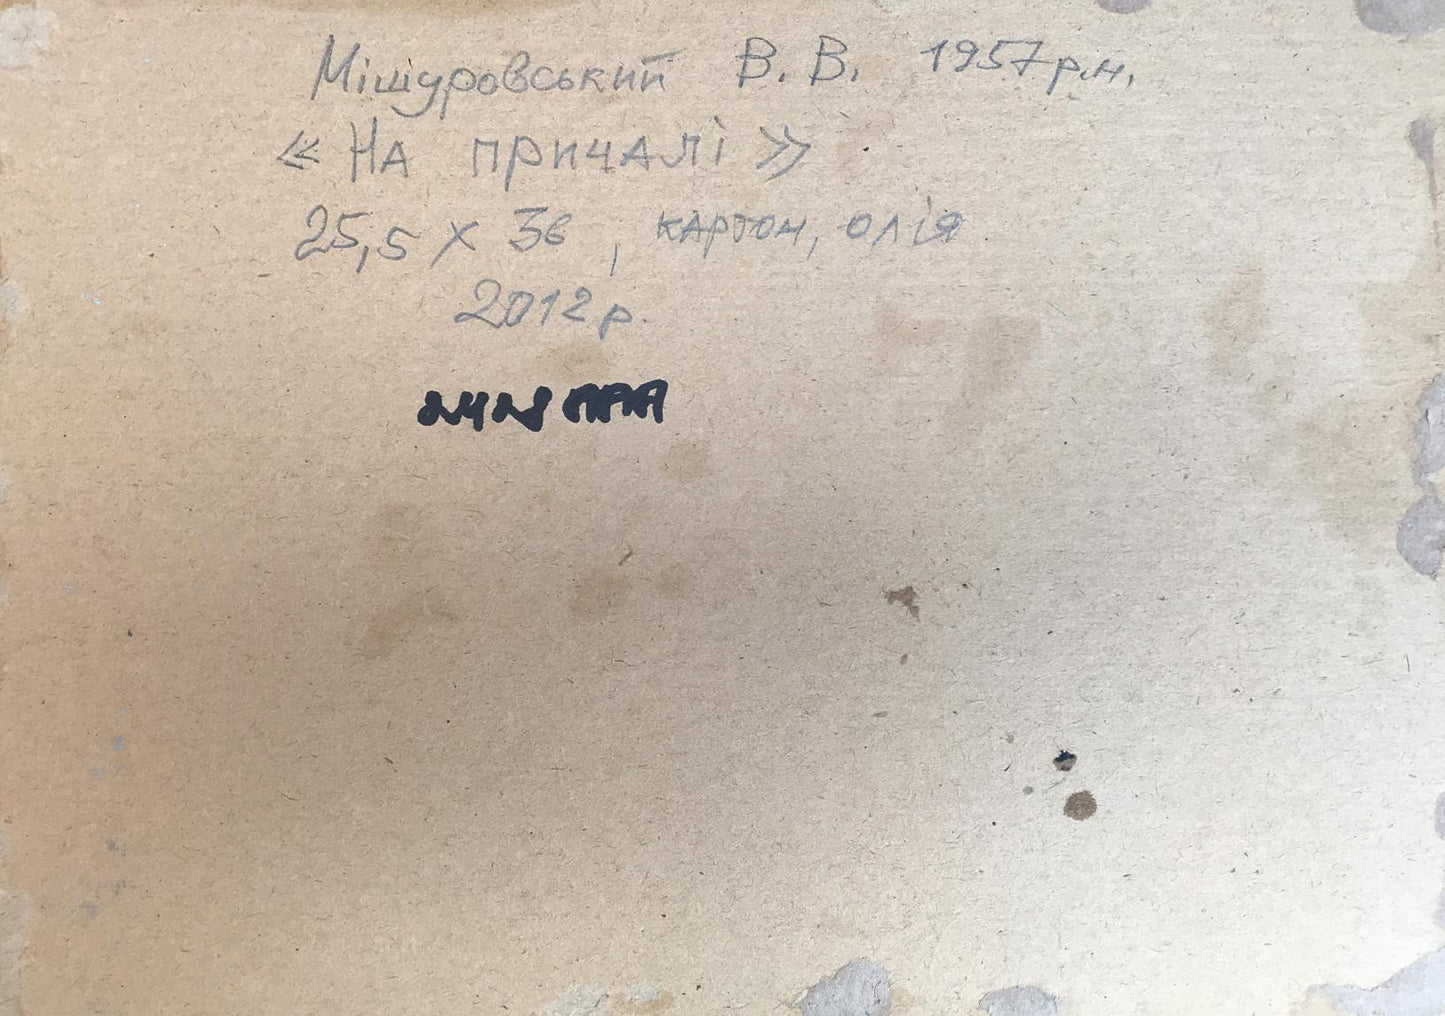 Мішуровський В. В. 1957 р.н.
«На причалі»
25,5 x 36, картон, олія
2012 р.